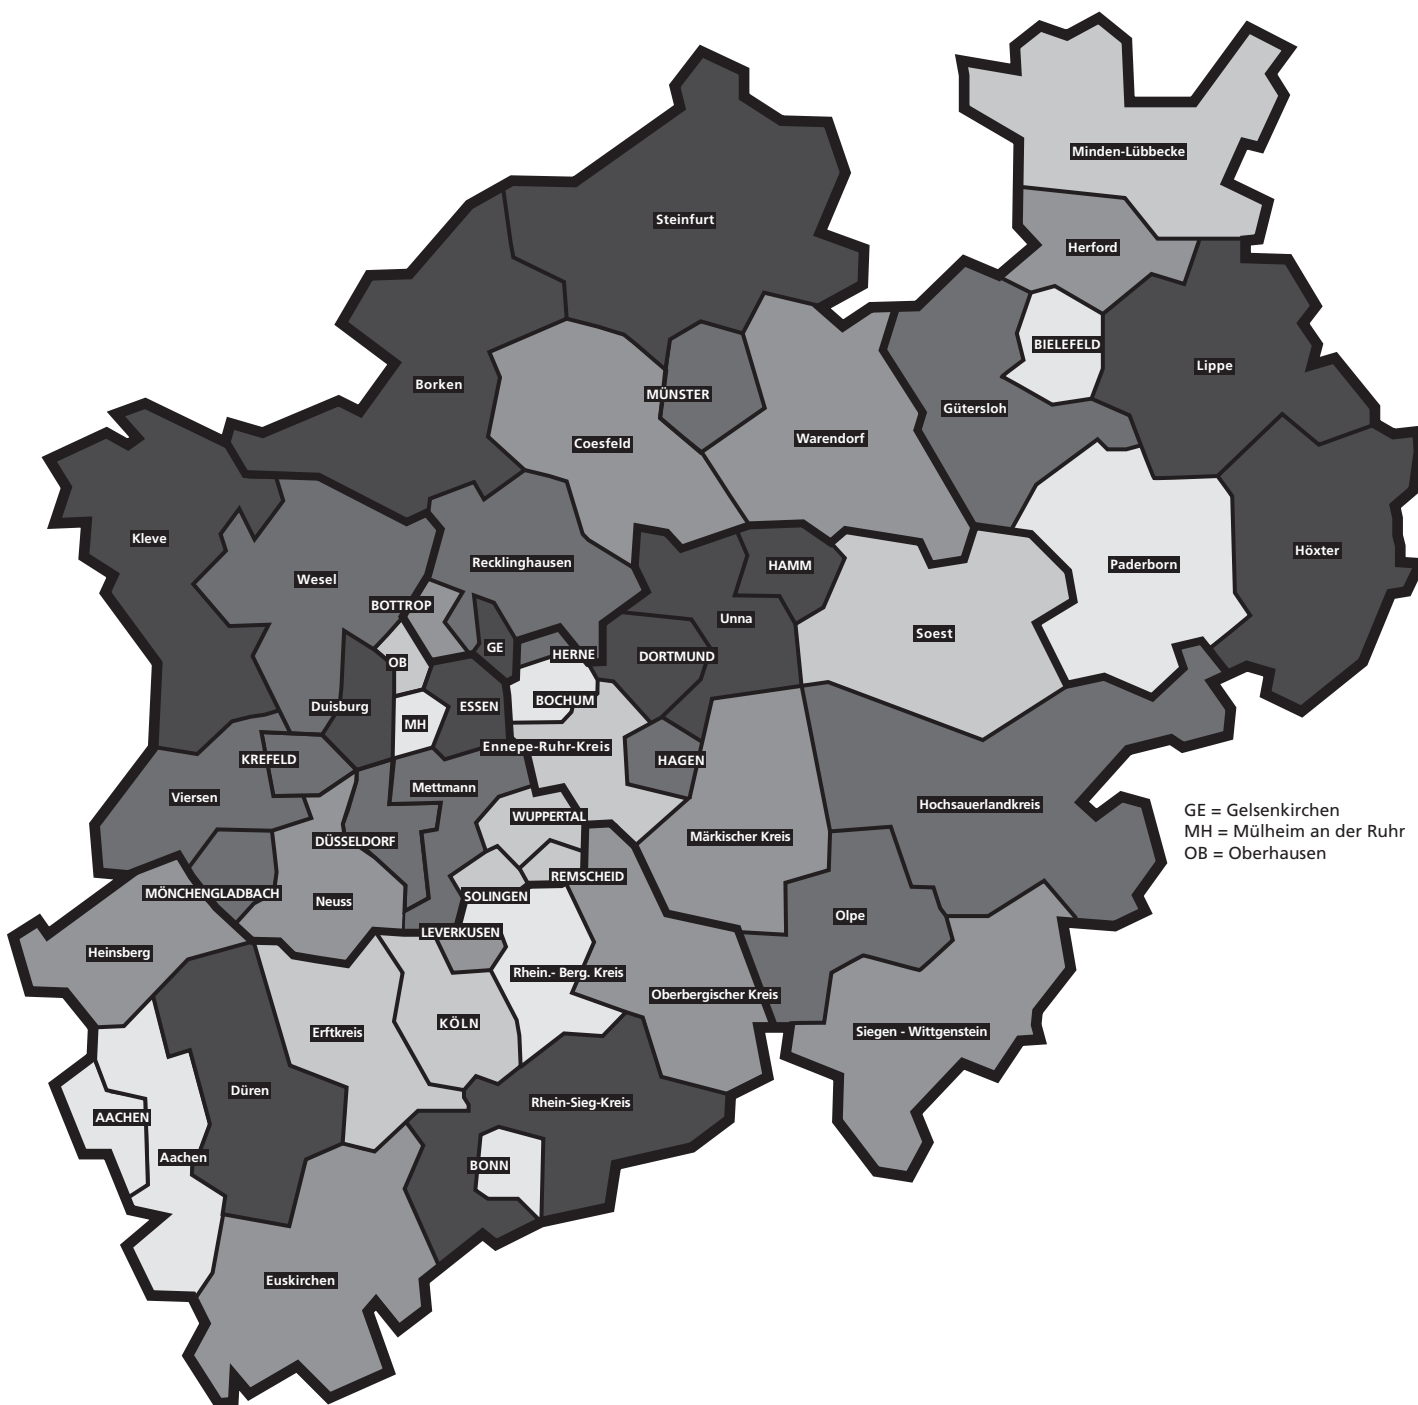 Minden-Lübbecke
Steinfurt
Herford
BIELEFELD
Lippe
Borken
MÜNSTER
Gütersloh
Coesfeld
Warendorf
Kleve
Recklinghausen
HAMM
Paderborn
Höxter
Wesel
BOTTROP
Unna
Soest
GE
HERNE
DORTMUND
OB
Duisburg
ESSEN
BOCHUM
MH
Ennepe-Ruhr-Kreis
KREFELD
HAGEN
Viersen
Mettmann
Hochsauerlandkreis
GE = Gelsenkirchen
MH = Mülheim an der Ruhr
OB = Oberhausen
WUPPERTAL
DÜSSELDORF
Märkischer Kreis
REMSCHEID
MÖNCHENGLADBACH
Neuss
SOLINGEN
Olpe
LEVERKUSEN
Heinsberg
Rhein.- Berg. Kreis
Oberbergischer Kreis
Erftkreis
KÖLN
Siegen - Wittgenstein
Düren
Rhein-Sieg-Kreis
AACHEN
Aachen
BONN
Euskirchen